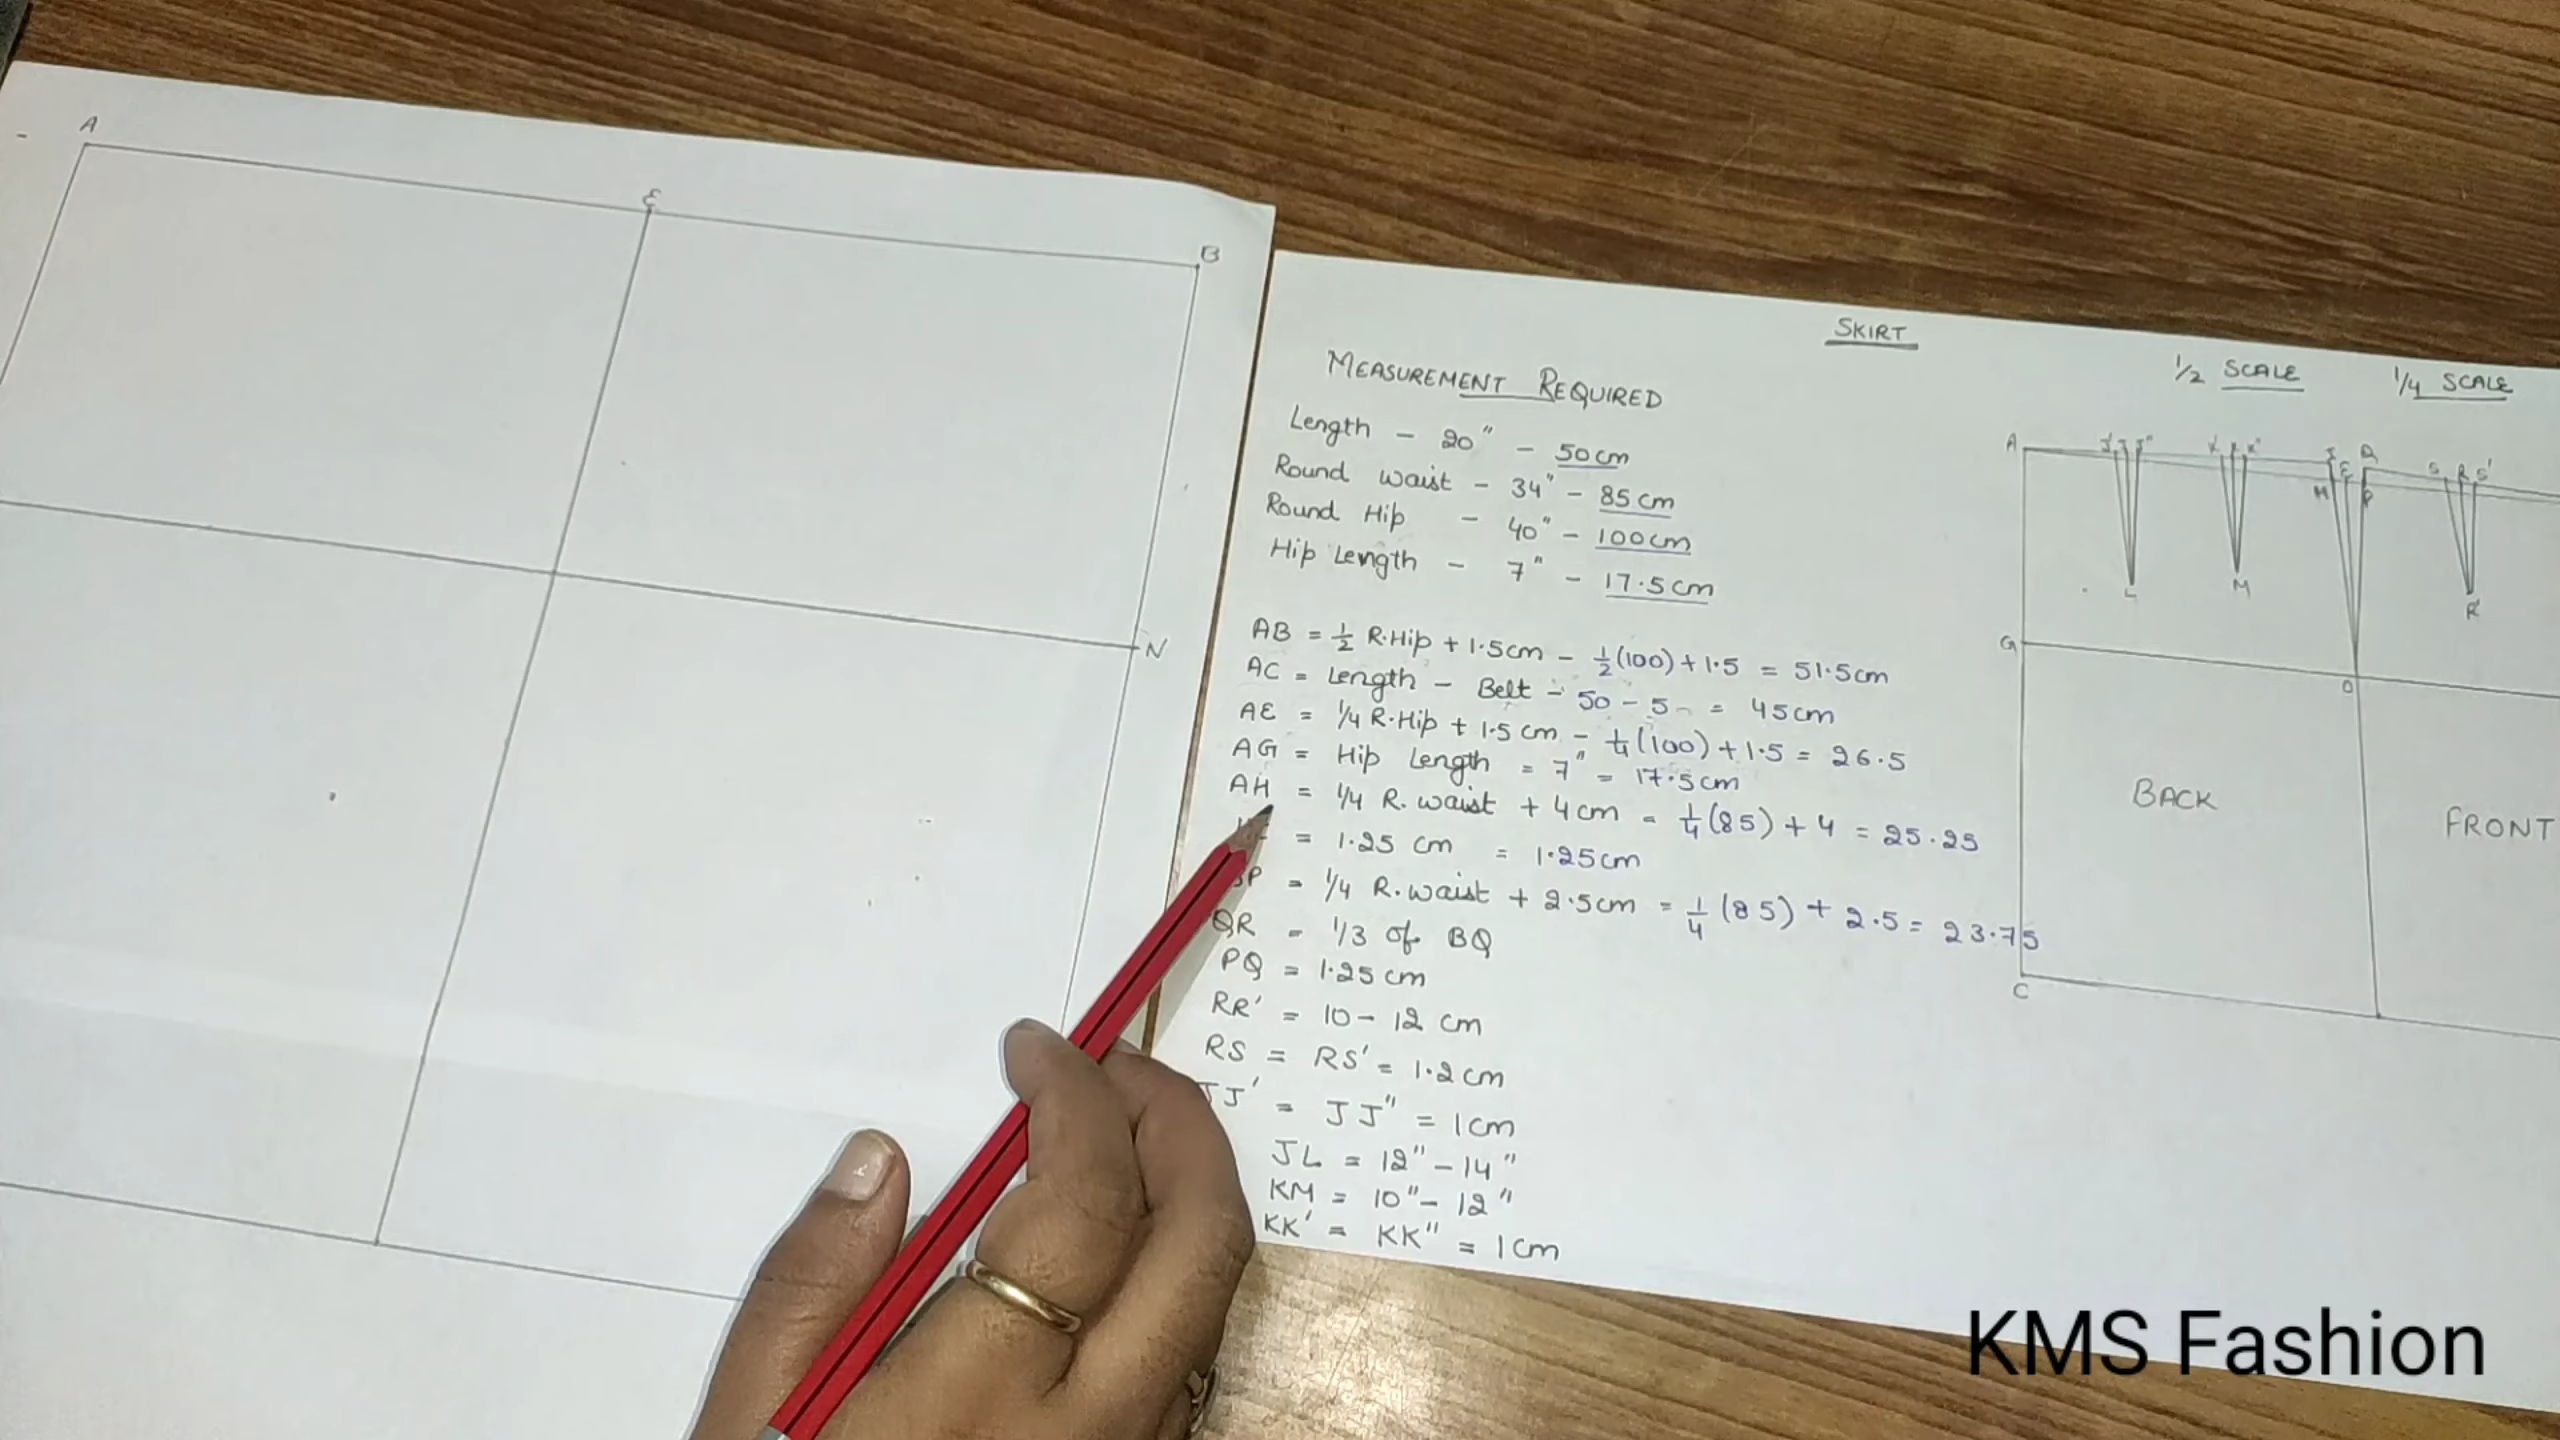 A
E
B
N
SKIRT
1/2 SCALE
1/4 SCALE
MEASUREMENT REQUIRED
Length - 20" - 50cm
Round waist - 34" - 85cm
Round Hip - 40" - 100cm
Hip Length - 7" - 17.5cm
AB = 1/2 R.Hip + 1.5cm - 1/2(100) + 1.5 = 51.5cm
AC = Length - Belt - 50 - 5 = 45cm
AE = 1/4 R.Hip + 1.5cm - 1/4(100) + 1.5 = 26.5
AG = Hip Length = 7" = 17.5cm
AH = 1/4 R. waist + 4cm - 1/4(85) + 4 = 25.25
= 1.25 cm = 1.25cm
BP = 1/4 R. waist + 2.5cm = 1/4 (85) + 2.5 = 23.75
QR = 1/3 of BQ
PQ = 1.25cm
RR' = 10 - 12 cm
RS = RS' = 1.2cm
JJ' = JJ" = 1cm
JL = 12" - 14"
KM = 10" - 12"
KK' = KK" = 1cm
A J' J J" K' K" I E Q S R S'
H P
L M R'
G O
BACK FRONT
C
KMS Fashion